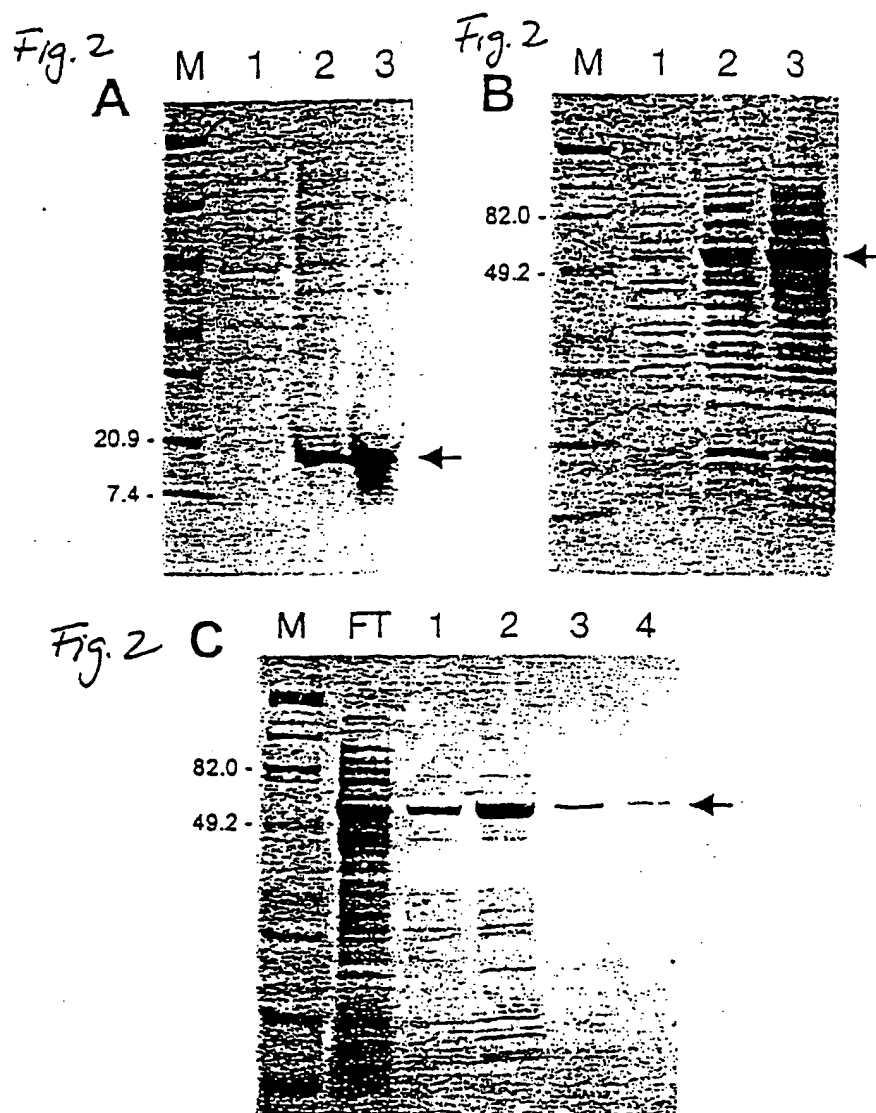 Fig. 2
A
M 1 2 3
20.9 -
7.4 -
Fig. 2
B
M 1 2 3
82.0 -
49.2 -
Fig. 2 C
M FT 1 2 3 4
82.0 -
49.2 -